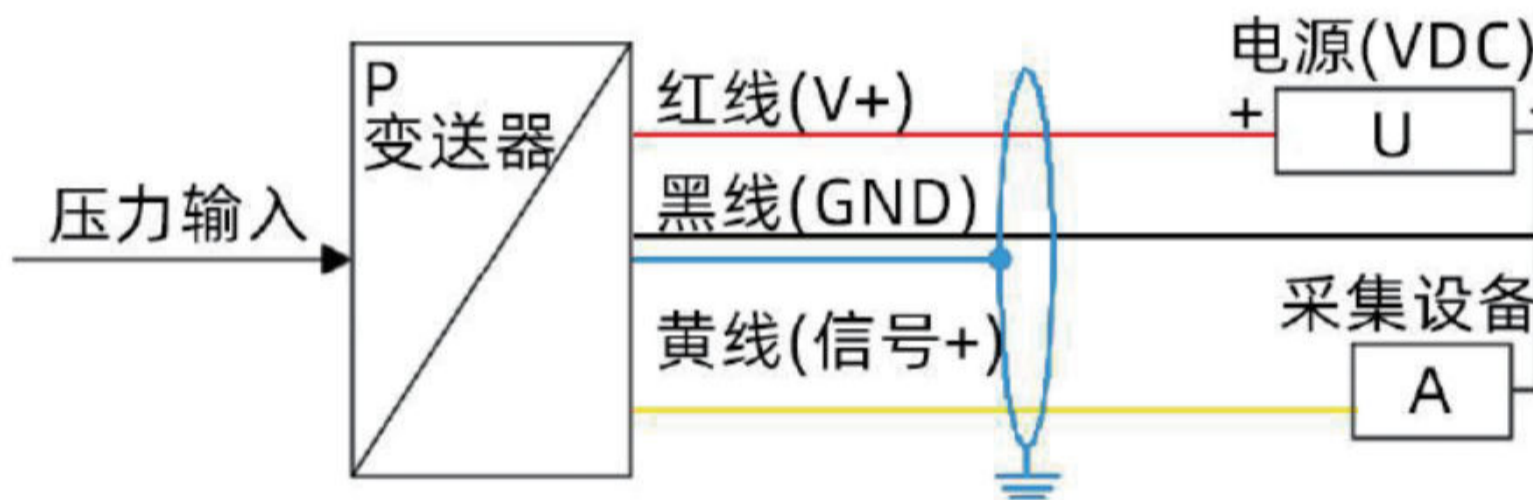 电源(VDC)
P
变送器
红线(V+)
+
U
压力输入
黑线(GND)
采集设备
黄线(信号+)
A